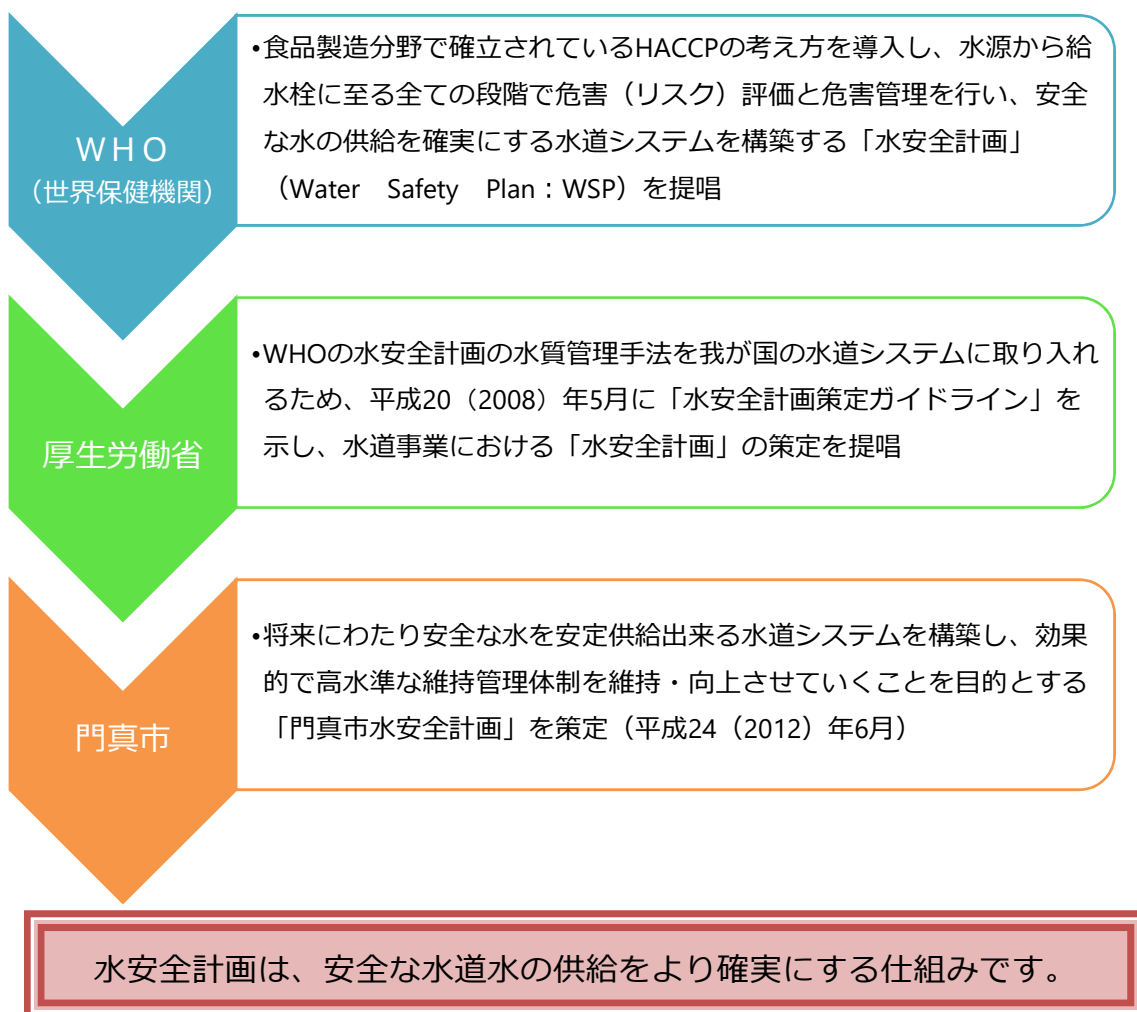 •食品製造分野で確立されているHACCPの考え方を導入し、水源から給
水栓に至る全ての段階で危害（リスク）評価と危害管理を行い、安全
な水の供給を確実にする水道システムを構築する「水安全計画」
（Water　Safety　Plan：WSP）を提唱
ＷＨＯ
（世界保健機関）
•WHOの水安全計画の水質管理手法を我が国の水道システムに取り入れ
るため、平成20（2008）年5月に「水安全計画策定ガイドライン」を
示し、水道事業における「水安全計画」の策定を提唱
厚生労働省
•将来にわたり安全な水を安定供給出来る水道システムを構築し、効果
的で高水準な維持管理体制を維持・向上させていくことを目的とする
「門真市水安全計画」を策定（平成24（2012）年6月）
門真市
水安全計画は、安全な水道水の供給をより確実にする仕組みです。